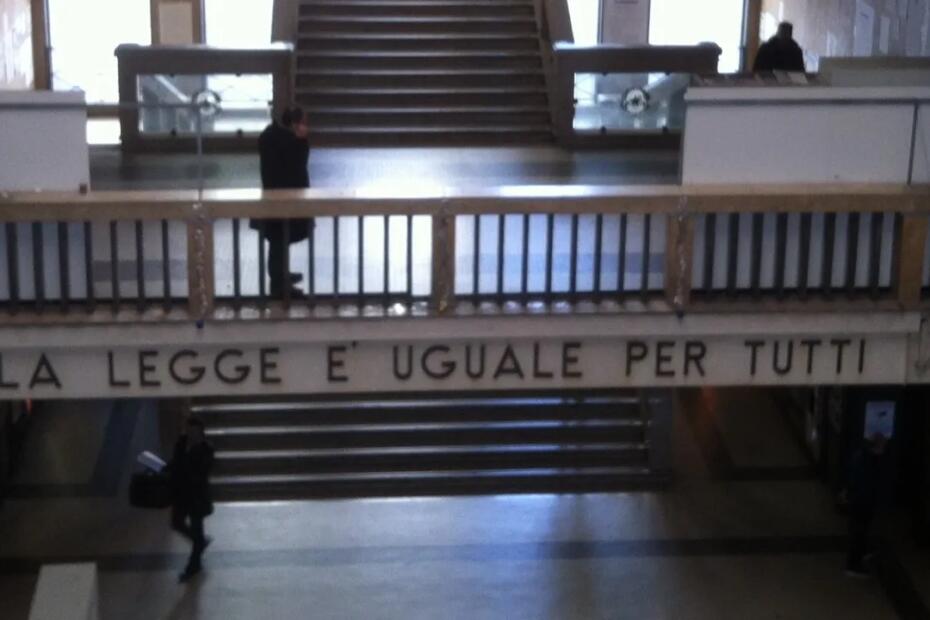 LA LEGGE E' UGUALE PER TUTTI